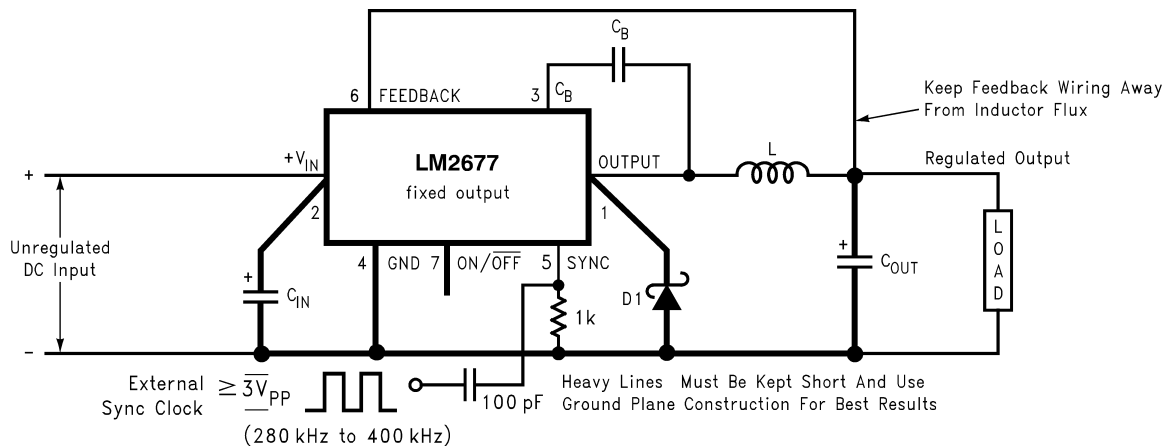 C_B
6 FEEDBACK
3 C_B
Keep Feedback Wiring Away
From Inductor Flux
+V_IN
LM2677
fixed output
OUTPUT
L
Regulated Output
+
2
1
Unregulated
DC Input
4 GND
7 ON/O̅F̅F̅
5 SYNC
+
C_IN
1k
D1
+
C_OUT
LOAD
−
External
Sync Clock
≥ 3V_PP
(280 kHz to 400 kHz)
100 pF
Heavy Lines Must Be Kept Short And Use
Ground Plane Construction For Best Results